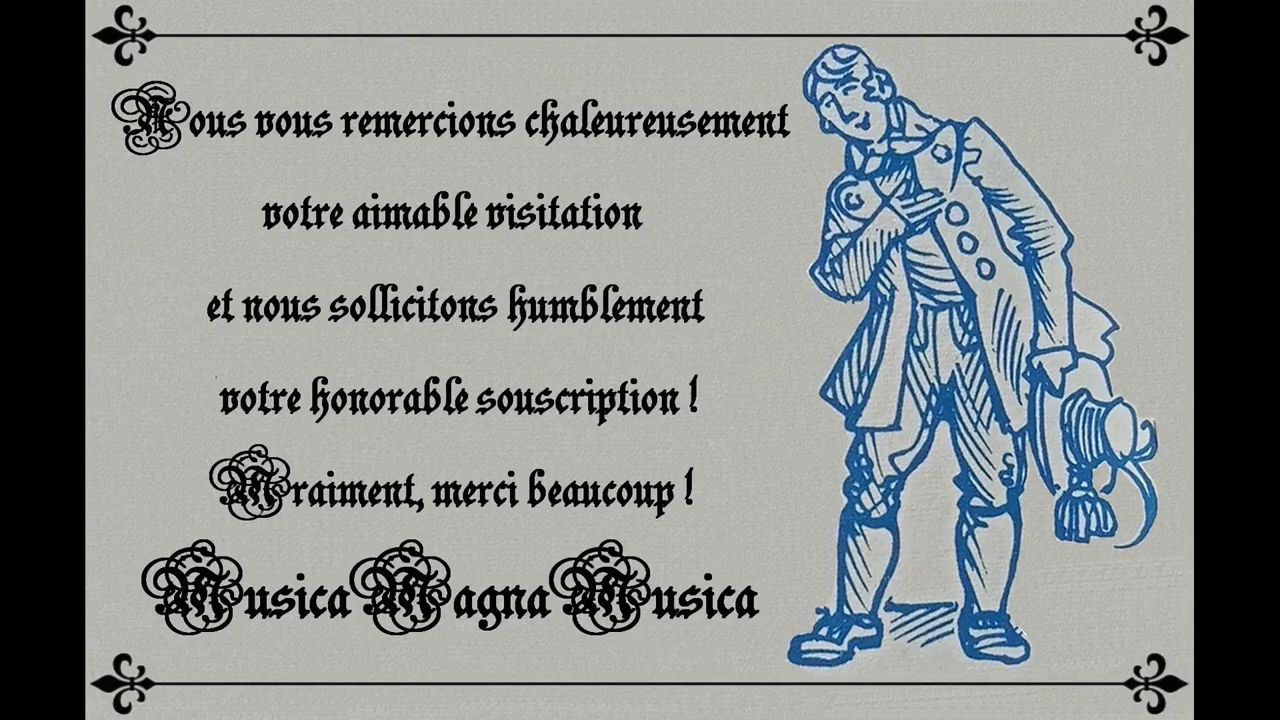 Nous vous remercions chaleureusement
votre aimable visitation
et nous sollicitons humblement
votre honorable souscription !
Vraiment, merci beaucoup !
Musica Magna Musica